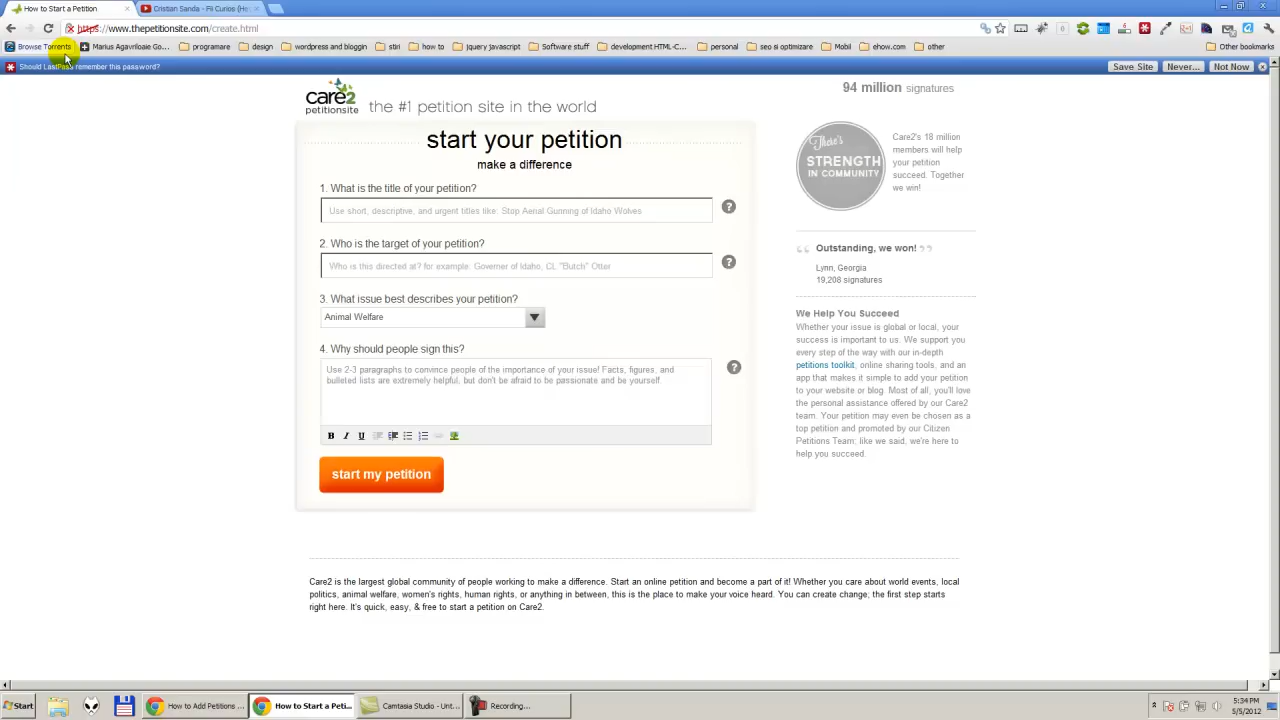 How to Start a Petition
Cristian Sanda - Fii Curios (He
https://www.thepetitionsite.com/create.html
Browse Torrents
Marius Agavriloaie Go...
programare
design
wordpress and bloggin
stiri
how to
jquery javascript
Software stuff
development HTML-C...
personal
seo si optimizare
Mobil
ehow.com
other
Other bookmarks
Should LastPass remember this password?
Save Site
Never...
Not Now
care2
petitionsite
the #1 petition site in the world
94 million signatures
start your petition
make a difference
1. What is the title of your petition?
Use short, descriptive, and urgent titles like: Stop Aerial Gunning of Idaho Wolves
2. Who is the target of your petition?
Who is this directed at? for example: Governor of Idaho, CL "Butch" Otter
3. What issue best describes your petition?
Animal Welfare
4. Why should people sign this?
Use 2-3 paragraphs to convince people of the importance of your issue! Facts, figures, and
bulleted lists are extremely helpful, but don't be afraid to be passionate and be yourself.
B I U
start my petition
There's
STRENGTH
IN COMMUNITY
Care2's 18 million
members will help
your petition
succeed. Together
we win!
Outstanding, we won!
Lynn, Georgia
19,208 signatures
We Help You Succeed
Whether your issue is global or local, your
success is important to us. We support you
every step of the way with our in-depth
petitions toolkit, online sharing tools, and an
app that makes it simple to add your petition
to your website or blog. Most of all, you'll love
the personal assistance offered by our Care2
team. Your petition may even be chosen as a
top petition and promoted by our Citizen
Petitions Team: like we said, we're here to
help you succeed.
Care2 is the largest global community of people working to make a difference. Start an online petition and become a part of it! Whether you care about world events, local
politics, animal welfare, women's rights, human rights, or anything in between, this is the place to make your voice heard. You can create change; the first step starts
right here. It's quick, easy, & free to start a petition on Care2.
Start
How to Add Petitions ...
How to Start a Peti...
Camtasia Studio - Unt...
Recording...
5:34 PM
5/5/2012